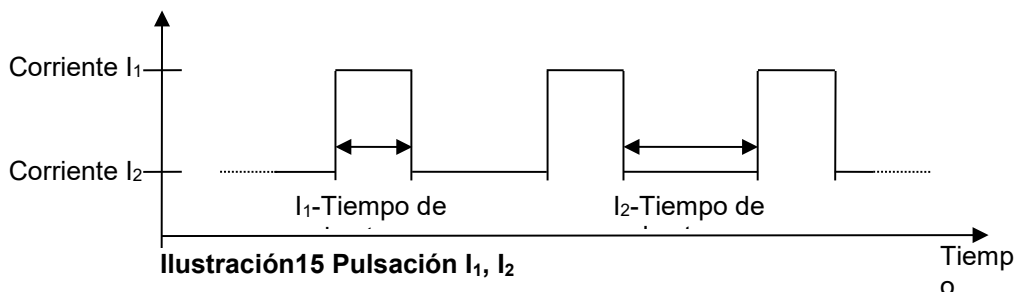 Corriente I₁
Corriente I₂
I₁-Tiempo de
I₂-Tiempo de
Tiemp
o
Ilustración15 Pulsación I₁, I₂